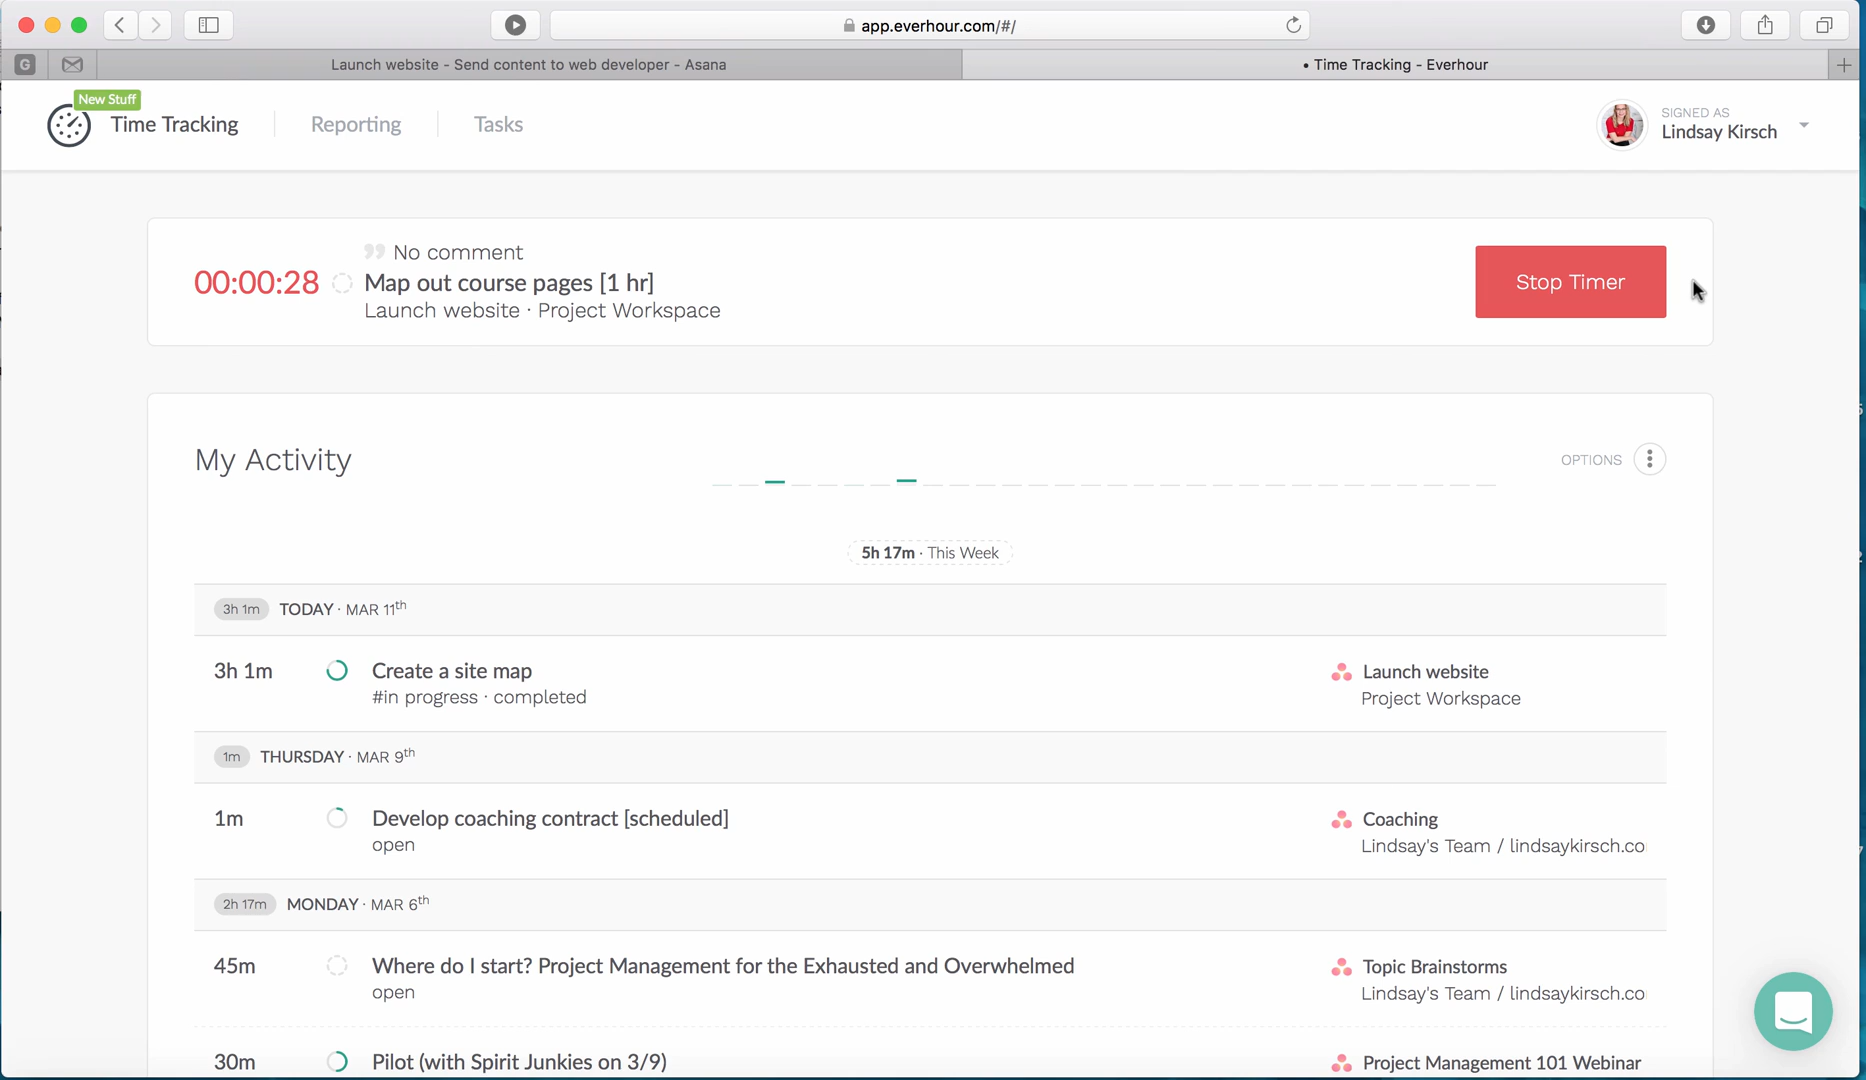 app.everhour.com/#/
G
Launch website - Send content to web developer - Asana
• Time Tracking - Everhour
New Stuff
Time Tracking
Reporting
Tasks
SIGNED AS
Lindsay Kirsch
No comment
00:00:28
Map out course pages [1 hr]
Launch website · Project Workspace
Stop Timer
My Activity
OPTIONS
5h 17m · This Week
3h 1m TODAY · MAR 11th
3h 1m
Create a site map
#in progress · completed
Launch website
Project Workspace
1m THURSDAY · MAR 9th
1m
Develop coaching contract [scheduled]
open
Coaching
Lindsay's Team / lindsaykirsch.co
2h 17m MONDAY · MAR 6th
45m
Where do I start? Project Management for the Exhausted and Overwhelmed
open
Topic Brainstorms
Lindsay's Team / lindsaykirsch.co
30m
Pilot (with Spirit Junkies on 3/9)
Project Management 101 Webinar